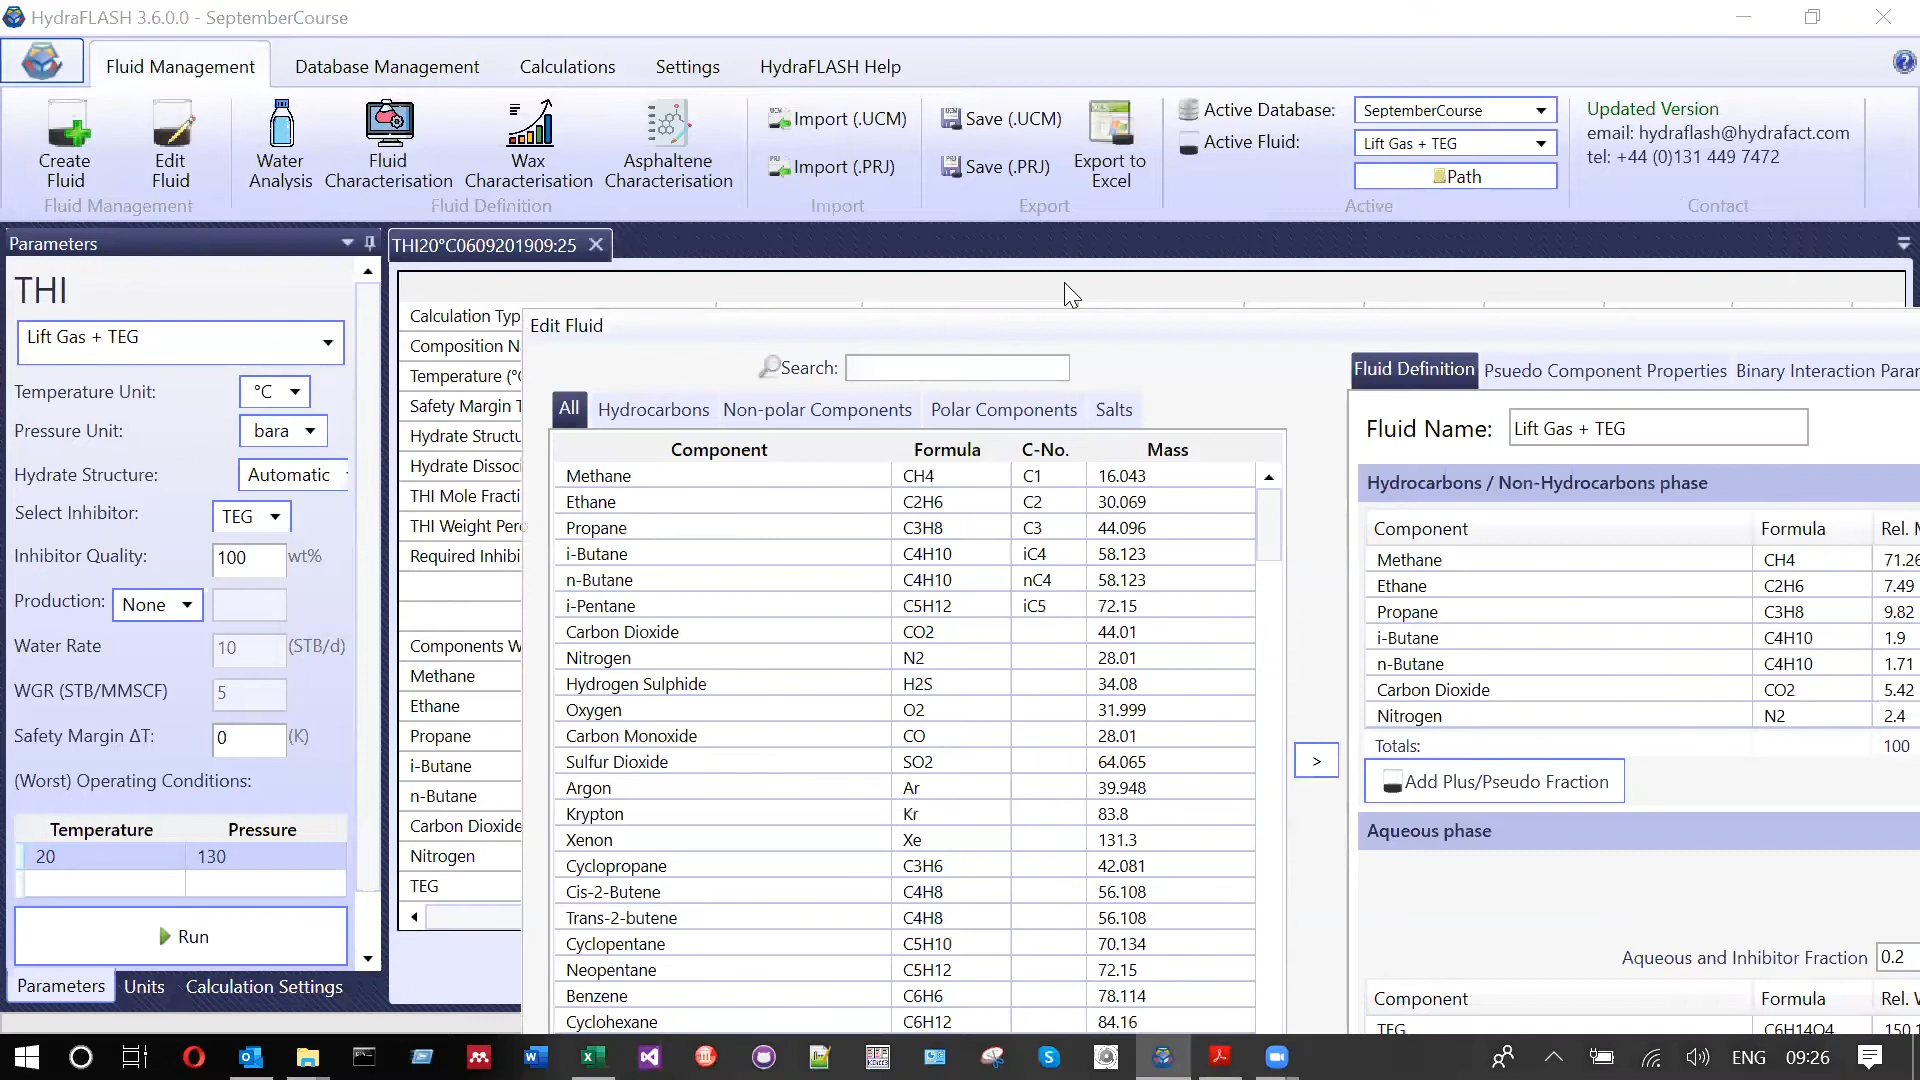 HydraFLASH 3.6.0.0 - SeptemberCourse
Fluid Management
Database Management
Calculations
Settings
HydraFLASH Help
Create Fluid
Edit Fluid
Fluid Management
Water Analysis
Fluid Characterisation
Wax Characterisation
Asphaltene Characterisation
Fluid Definition
Import (.UCM)
Import (.PRJ)
Import
Save (.UCM)
Save (.PRJ)
Export to Excel
Export
Active Database: SeptemberCourse
Active Fluid: Lift Gas + TEG
Path
Active
Updated Version
email: hydraflash@hydrafact.com
tel: +44 (0)131 449 7472
Contact
Parameters
THI
Lift Gas + TEG
Temperature Unit: °C
Pressure Unit: bara
Hydrate Structure: Automatic
Select Inhibitor: TEG
Inhibitor Quality: 100 wt%
Production: None
Water Rate 10 (STB/d)
WGR (STB/MMSCF) 5
Safety Margin ΔT: 0 (K)
(Worst) Operating Conditions:
Temperature Pressure
20 130
Run
Parameters Units Calculation Settings
THI20°C0609201909:25
Calculation Typ
Composition N
Temperature (°C
Safety Margin T
Hydrate Structu
Hydrate Dissoc
THI Mole Fracti
THI Weight Perc
Required Inhibi
Components W
Methane
Ethane
Propane
i-Butane
n-Butane
Carbon Dioxide
Nitrogen
TEG
Edit Fluid
Search:
All Hydrocarbons Non-polar Components Polar Components Salts
Component Formula C-No. Mass
Methane CH4 C1 16.043
Ethane C2H6 C2 30.069
Propane C3H8 C3 44.096
i-Butane C4H10 iC4 58.123
n-Butane C4H10 nC4 58.123
i-Pentane C5H12 iC5 72.15
Carbon Dioxide CO2 44.01
Nitrogen N2 28.01
Hydrogen Sulphide H2S 34.08
Oxygen O2 31.999
Carbon Monoxide CO 28.01
Sulfur Dioxide SO2 64.065
Argon Ar 39.948
Krypton Kr 83.8
Xenon Xe 131.3
Cyclopropane C3H6 42.081
Cis-2-Butene C4H8 56.108
Trans-2-butene C4H8 56.108
Cyclopentane C5H10 70.134
Neopentane C5H12 72.15
Benzene C6H6 78.114
Cyclohexane C6H12 84.16
>
Fluid Definition Psuedo Component Properties Binary Interaction Paran
Fluid Name: Lift Gas + TEG
Hydrocarbons / Non-Hydrocarbons phase
Component Formula Rel. M
Methane CH4 71.26
Ethane C2H6 7.49
Propane C3H8 9.82
i-Butane C4H10 1.9
n-Butane C4H10 1.71
Carbon Dioxide CO2 5.42
Nitrogen N2 2.4
Totals: 100
Add Plus/Pseudo Fraction
Aqueous phase
Aqueous and Inhibitor Fraction 0.2
Component Formula Rel. W
TEG C6H14O4 150.1
ENG 09:26